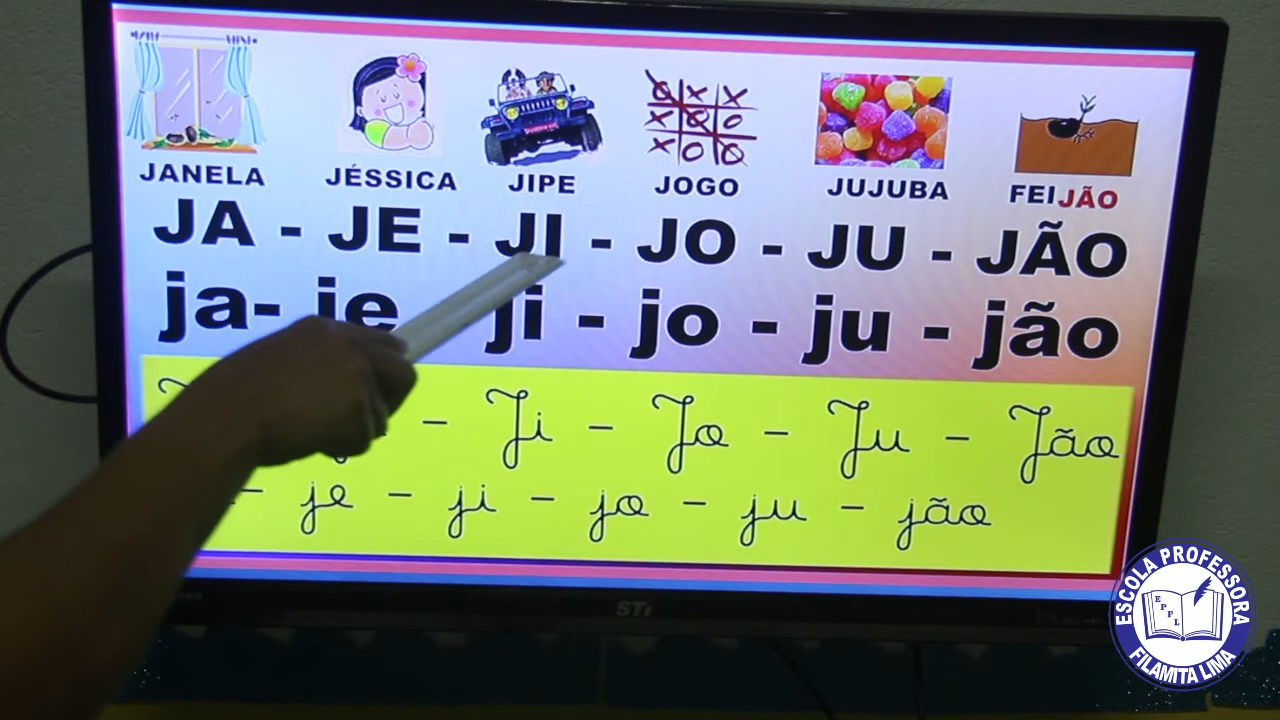 JANELA JÉSSICA JIPE JOGO JUJUBA FEIJÃO
JA - JE - JI - JO - JU - JÃO
ja- je ji - jo - ju - jão
- Ji - Jo - Ju - Jão
- je - ji - jo - ju - jão
STi
ESCOLA PROFESSORA
E P F L
FILAMITA LIMA